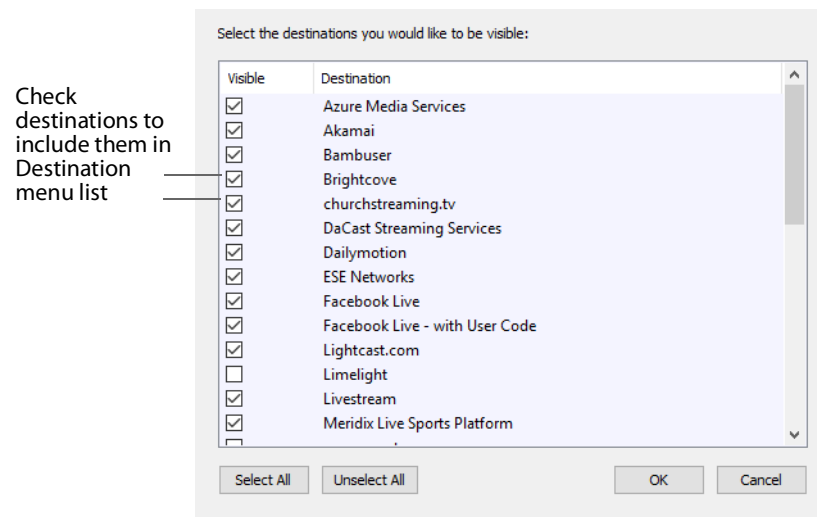 Select the destinations you would like to be visible:
Check
destinations to
include them in
Destination
menu list
Visible Destination
Azure Media Services
Akamai
Bambuser
Brightcove
churchstreaming.tv
DaCast Streaming Services
Dailymotion
ESE Networks
Facebook Live
Facebook Live - with User Code
Lightcast.com
Limelight
Livestream
Meridix Live Sports Platform
Select All Unselect All OK Cancel